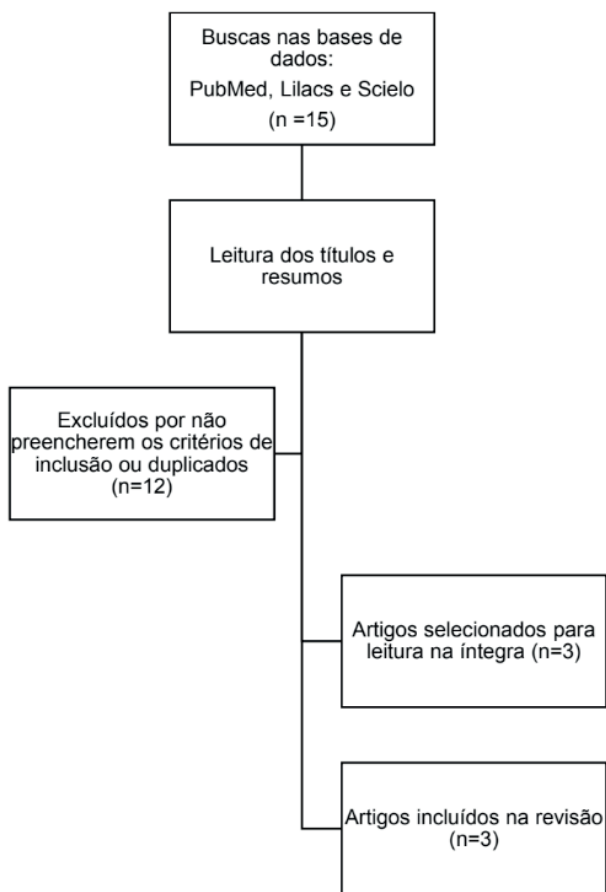 Buscas nas bases de
dados:
PubMed, Lilacs e Scielo
(n =15)
Leitura dos títulos e
resumos
Excluídos por não
preencherem os critérios de
inclusão ou duplicados
(n=12)
Artigos selecionados para
leitura na íntegra (n=3)
Artigos incluídos na revisão
(n=3)